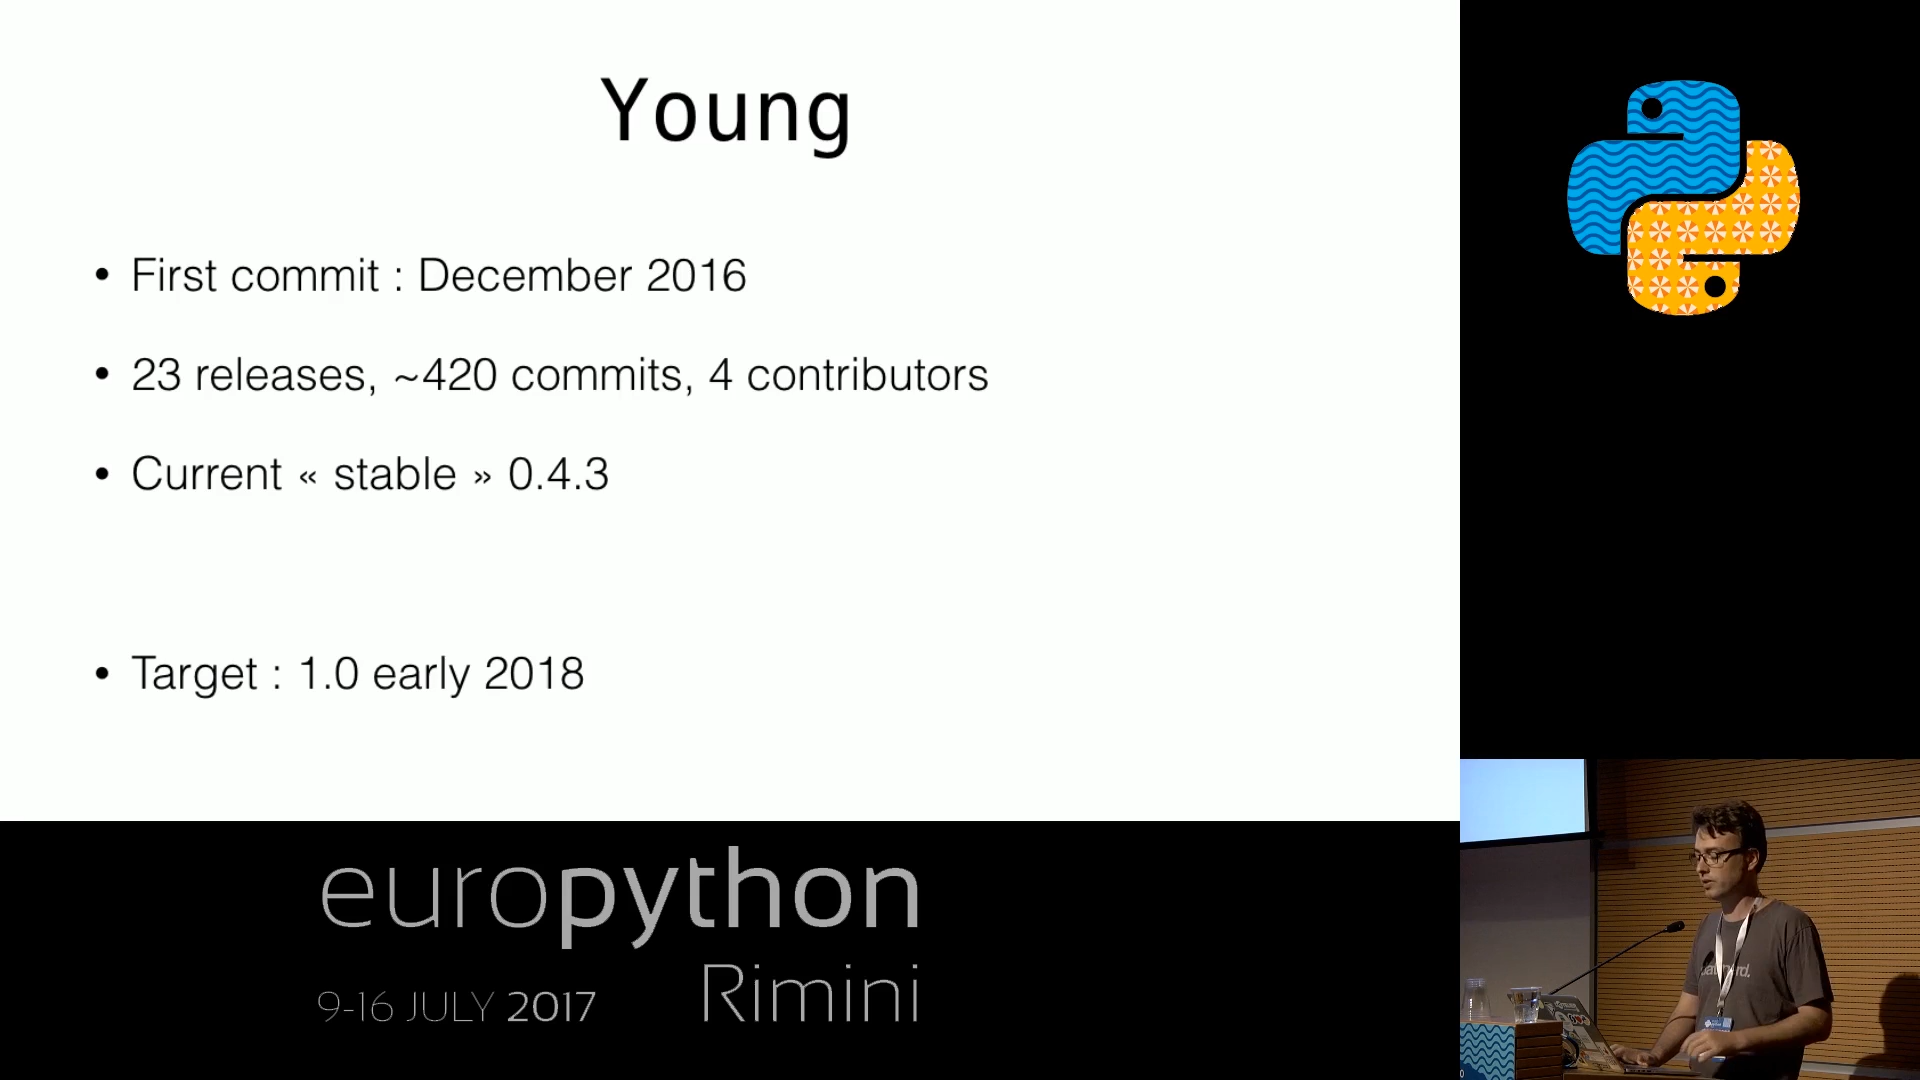 Young
• First commit : December 2016
• 23 releases, ~420 commits, 4 contributors
• Current « stable » 0.4.3
• Target : 1.0 early 2018
europython
9-16 JULY 2017 Rimini